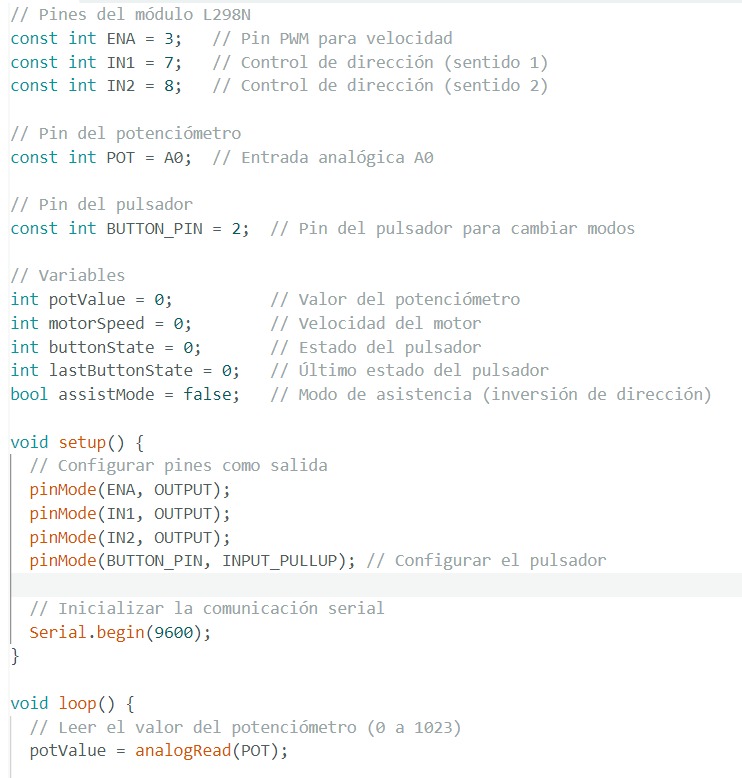 // Pines del módulo L298N
const int ENA = 3;   // Pin PWM para velocidad
const int IN1 = 7;   // Control de dirección (sentido 1)
const int IN2 = 8;   // Control de dirección (sentido 2)

// Pin del potenciómetro
const int POT = A0;  // Entrada analógica A0

// Pin del pulsador
const int BUTTON_PIN = 2;  // Pin del pulsador para cambiar modos

// Variables
int potValue = 0;          // Valor del potenciómetro
int motorSpeed = 0;        // Velocidad del motor
int buttonState = 0;       // Estado del pulsador
int lastButtonState = 0;   // Último estado del pulsador
bool assistMode = false;   // Modo de asistencia (inversión de dirección)

void setup() {
  // Configurar pines como salida
  pinMode(ENA, OUTPUT);
  pinMode(IN1, OUTPUT);
  pinMode(IN2, OUTPUT);
  pinMode(BUTTON_PIN, INPUT_PULLUP); // Configurar el pulsador

  // Inicializar la comunicación serial
  Serial.begin(9600);
}

void loop() {
  // Leer el valor del potenciómetro (0 a 1023)
  potValue = analogRead(POT);